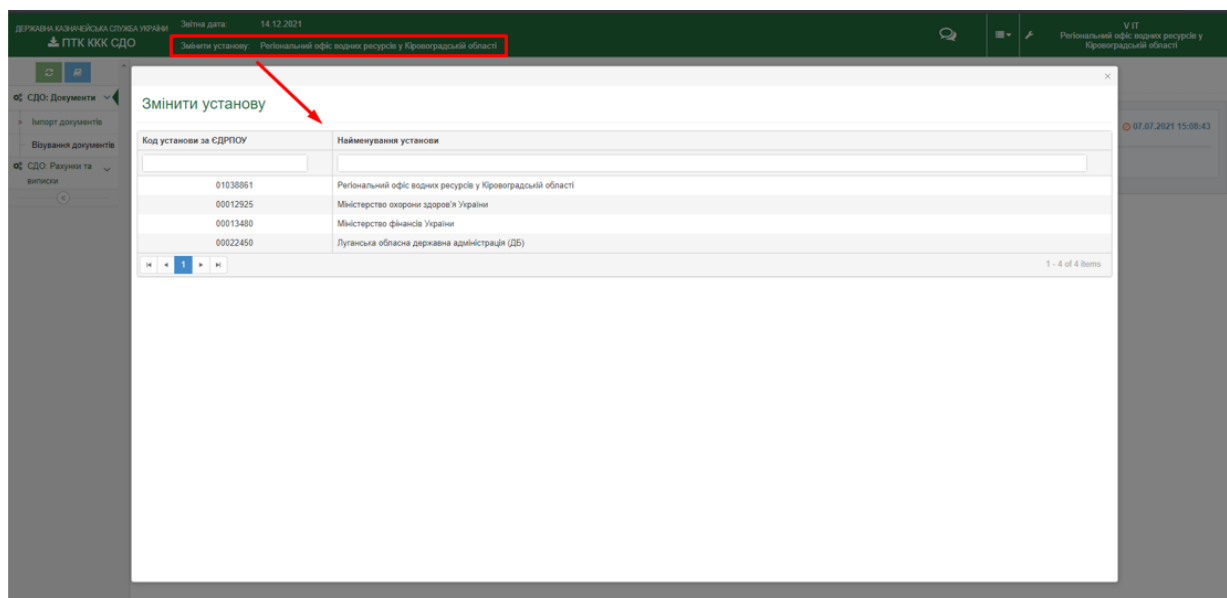 ДЕРЖАВНА КАЗНАЧЕЙСЬКА СЛУЖБА УКРАЇНИ
ПТК ККК СДО
Звітна дата: 14.12.2021
Змінити установу: Регіональний офіс водних ресурсів у Кіровоградській області
V IT
Регіональний офіс водних ресурсів у
Кіровоградській області
СДО: Документи
Імпорт документів
Візування документів
СДО: Рахунки та
виписки
07.07.2021 15:08:43
×
Змінити установу
Код установи за ЄДРПОУ Найменування установи
01038861 Регіональний офіс водних ресурсів у Кіровоградській області
00012925 Міністерство охорони здоров'я України
00013480 Міністерство фінансів України
00022450 Луганська обласна державна адміністрація (ДБ)
1 1 - 4 of 4 items